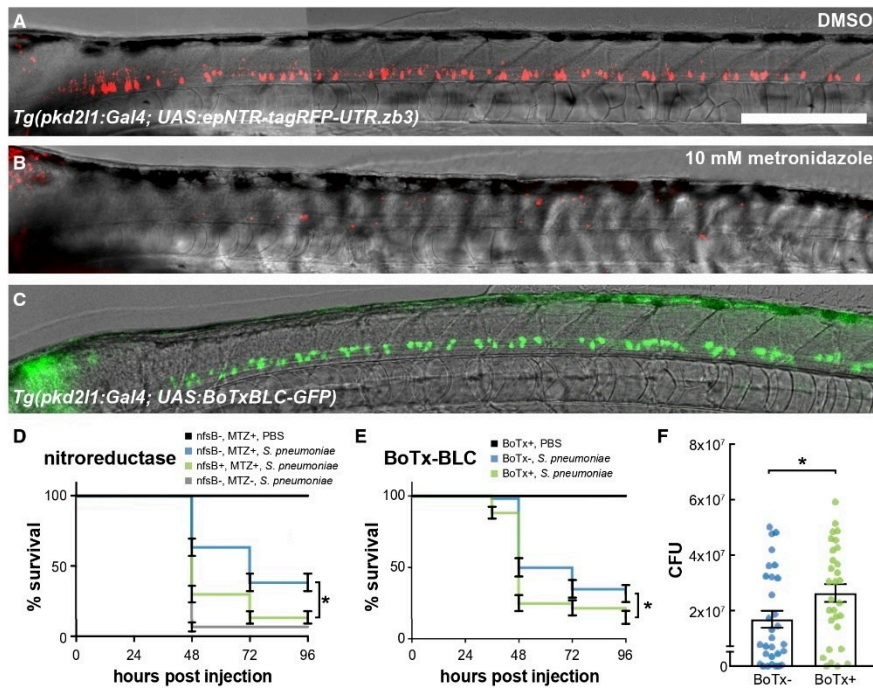 A
DMSO
Tg(pkd2l1:Gal4; UAS:epNTR-tagRFP-UTR.zb3)
B
10 mM metronidazole
C
Tg(pkd2l1:Gal4; UAS:BoTxBLC-GFP)
D
nitroreductase
nfsB-, MTZ+, PBS
nfsB-, MTZ+, S. pneumoniae
nfsB+, MTZ+, S. pneumoniae
nfsB-, MTZ-, S. pneumoniae
% survival
100
50
0
0 24 48 72 96
hours post injection
*
E
BoTx-BLC
BoTx+, PBS
BoTx-, S. pneumoniae
BoTx+, S. pneumoniae
% survival
100
50
0
0 24 48 72 96
hours post injection
*
F
CFU
8x10⁷
6x10⁷
4x10⁷
2x10⁷
0
*
BoTx- BoTx+